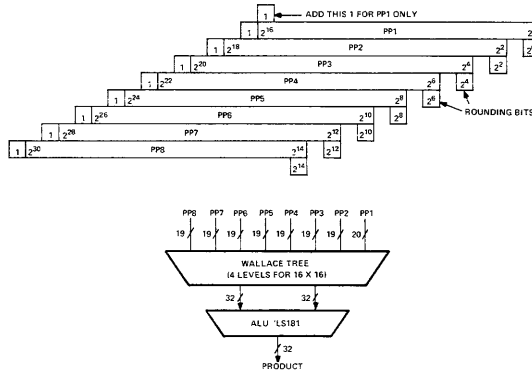 1 ADD THIS 1 FOR PP1 ONLY
1 2^16 PP1 2
1 2^18 PP2 2^2 2
1 2^20 PP3 2^4 2^2
1 2^22 PP4 2^6 2^4
1 2^24 PP5 2^8 2^6 ROUNDING BITS
1 2^26 PP6 2^10 2^8
1 2^28 PP7 2^12 2^10
1 2^30 PP8 2^14 2^12
2^14
PP8 PP7 PP6 PP5 PP4 PP3 PP2 PP1
19 19 19 19 19 19 19 20
WALLACE TREE
(4 LEVELS FOR 16 X 16)
32 32
ALU 'LS181
32
PRODUCT